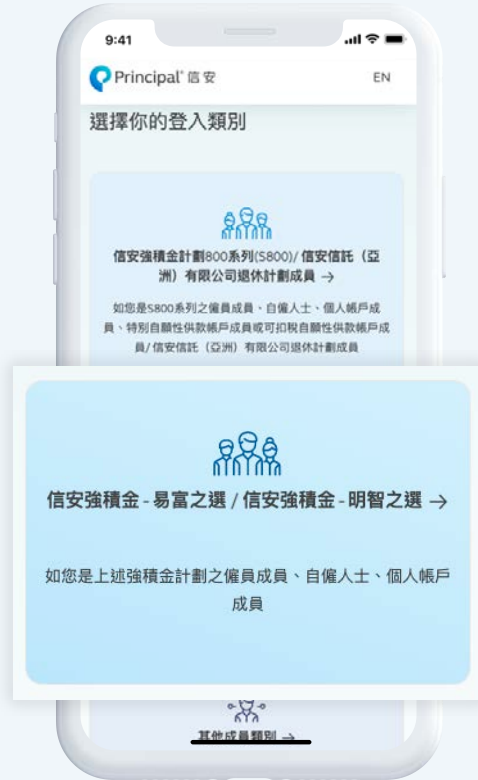 9:41
Principal® 信安
EN
選擇你的登入類別
信安強積金計劃800系列(S800)/ 信安信託（亞
洲）有限公司退休計劃成員 →
如您是S800系列之僱員成員、自僱人士、個人帳戶成
員、特別自願性供款帳戶成員或可扣稅自願性供款帳戶成
員/ 信安信託（亞洲）有限公司退休計劃成員
信安強積金 - 易富之選 / 信安強積金 - 明智之選 →
如您是上述強積金計劃之僱員成員、自僱人士、個人帳戶
成員
其他成員類別 →